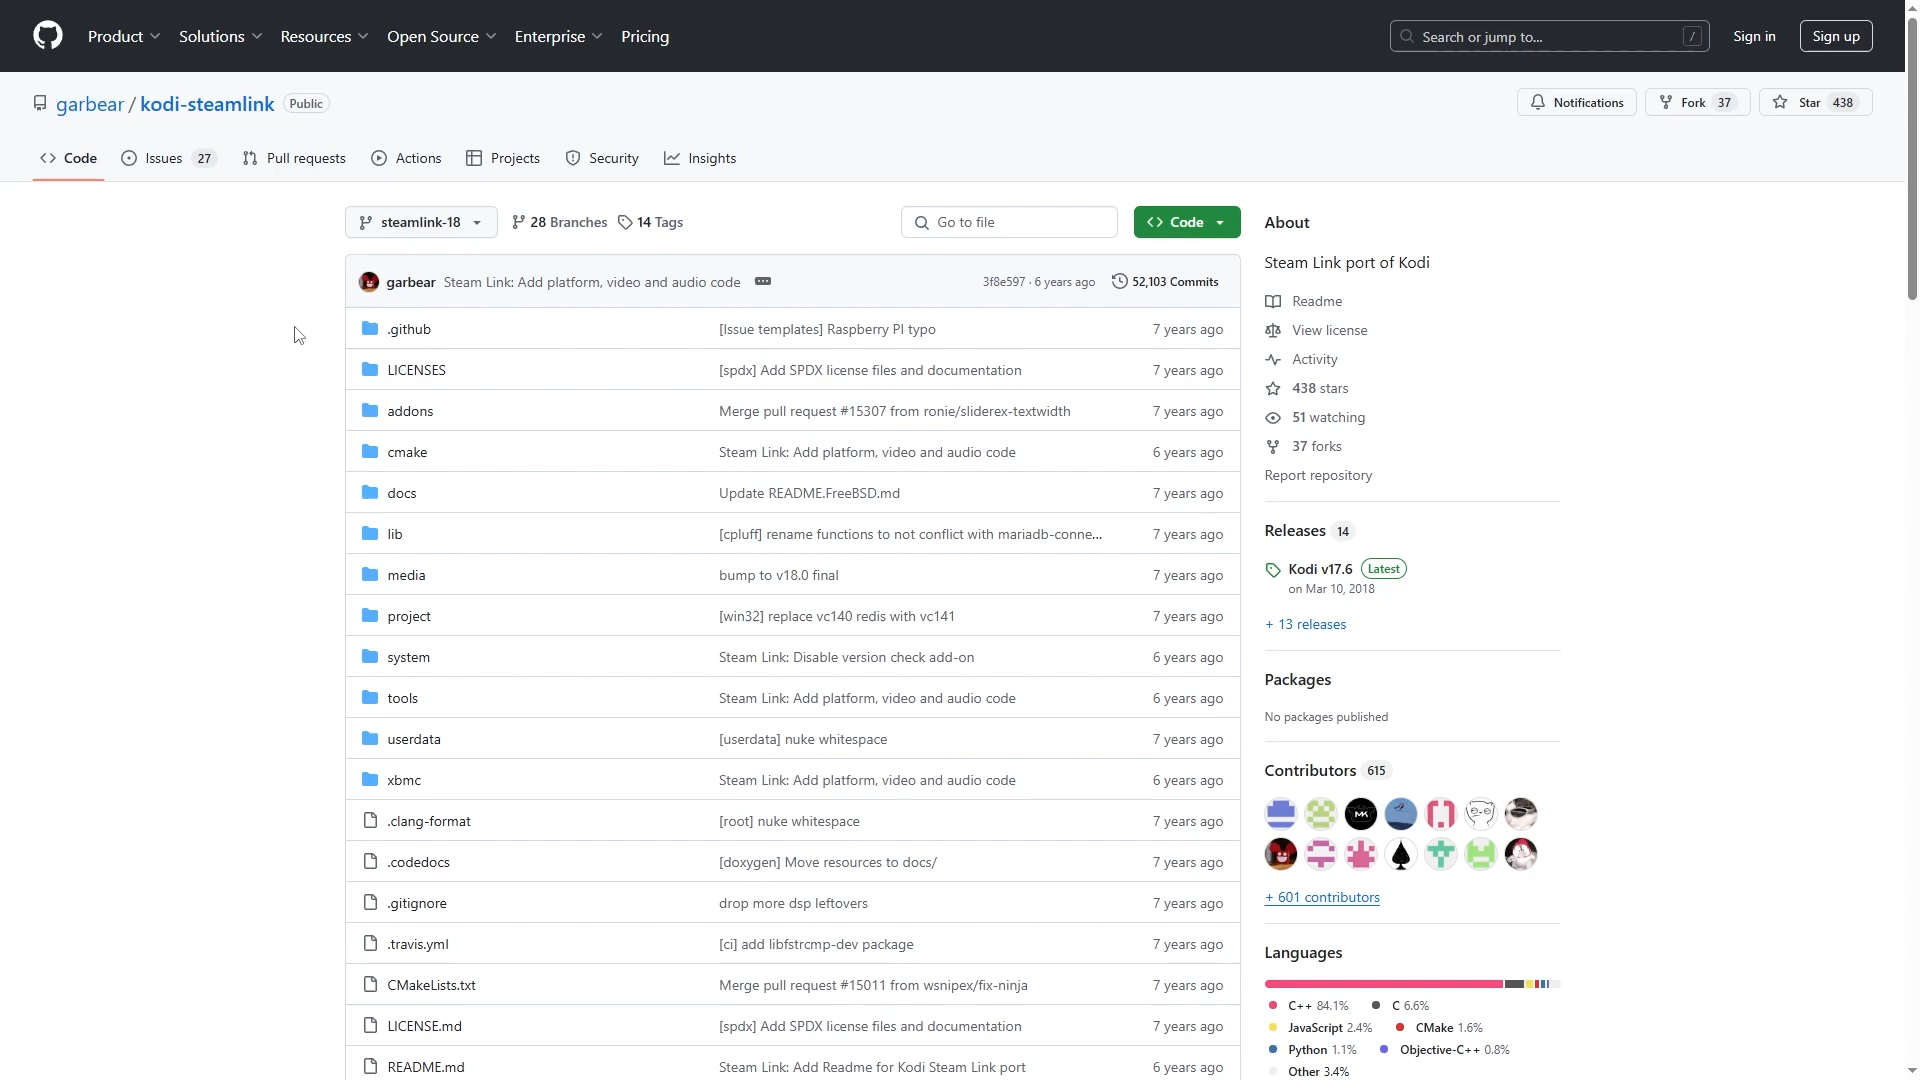 Product Solutions Resources Open Source Enterprise Pricing Search or jump to... / Sign in Sign up
garbear / kodi-steamlink Public Notifications Fork 37 Star 438
Code Issues 27 Pull requests Actions Projects Security Insights
steamlink-18 28 Branches 14 Tags Go to file Code
garbear Steam Link: Add platform, video and audio code 3f8e597 · 6 years ago 52,103 Commits
.github [Issue templates] Raspberry PI typo 7 years ago
LICENSES [spdx] Add SPDX license files and documentation 7 years ago
addons Merge pull request #15307 from ronie/sliderex-textwidth 7 years ago
cmake Steam Link: Add platform, video and audio code 6 years ago
docs Update README.FreeBSD.md 7 years ago
lib [cpluff] rename functions to not conflict with mariadb-conne... 7 years ago
media bump to v18.0 final 7 years ago
project [win32] replace vc140 redis with vc141 7 years ago
system Steam Link: Disable version check add-on 6 years ago
tools Steam Link: Add platform, video and audio code 6 years ago
userdata [userdata] nuke whitespace 7 years ago
xbmc Steam Link: Add platform, video and audio code 6 years ago
.clang-format [root] nuke whitespace 7 years ago
.codedocs [doxygen] Move resources to docs/ 7 years ago
.gitignore drop more dsp leftovers 7 years ago
.travis.yml [ci] add libfstrcmp-dev package 7 years ago
CMakeLists.txt Merge pull request #15011 from wsnipex/fix-ninja 7 years ago
LICENSE.md [spdx] Add SPDX license files and documentation 7 years ago
README.md Steam Link: Add Readme for Kodi Steam Link port 6 years ago
About
Steam Link port of Kodi
Readme
View license
Activity
438 stars
51 watching
37 forks
Report repository
Releases 14
Kodi v17.6 Latest
on Mar 10, 2018
+ 13 releases
Packages
No packages published
Contributors 615
MK
+ 601 contributors
Languages
C++ 84.1% C 6.6%
JavaScript 2.4% CMake 1.6%
Python 1.1% Objective-C++ 0.8%
Other 3.4%